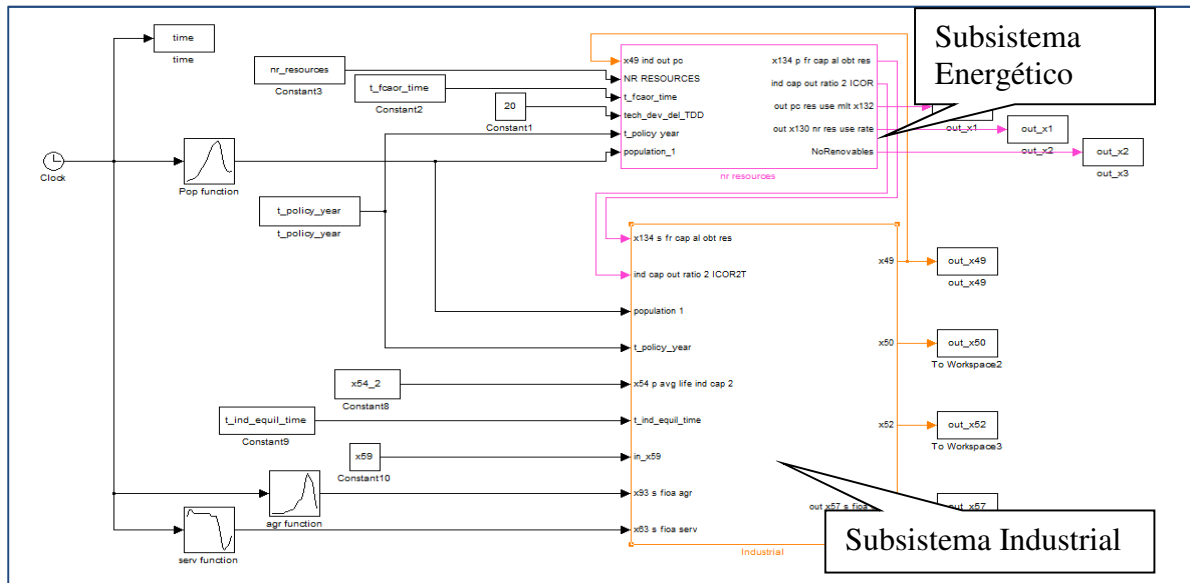 time
time
nr_resources
Constant3
t_fcaor_time
Constant2
20
Constant1
Clock
Pop function
t_policy_year
t_policy_year
x49 ind out pc
NR RESOURCES
t_fcaor_time
tech_dev_del_TDD
t_policy year
population_1
x134 p fr cap al obt res
ind cap out ratio 2 ICOR
out pc res use mlt x132
out x130 nr res use rate
NoRenovables
nr resources
Subsistema
Energético
out_x1
out_x1
out_x2
out_x2
out_x3
x134 s fr cap al obt res
ind cap out ratio 2 ICOR2T
population 1
t_policy_year
x54 p avg life ind cap 2
t_ind_equil_time
in_x59
x93 s fioa agr
x63 s fioa serv
x49
x50
x52
out x57 s fioa
Industrial
out_x49
out_x49
out_x50
To Workspace2
out_x52
To Workspace3
out_x57
x54_2
Constant8
t_ind_equil_time
Constant9
x59
Constant10
agr function
serv function
Subsistema Industrial